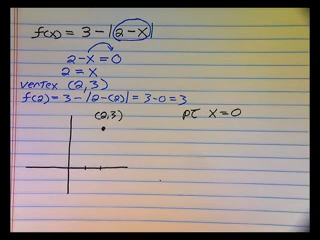 f(x) = 3 - |2-x|
2-x = 0
2 = x
vertex (2,3)
f(2) = 3 - |2-(2)| = 3-0 = 3
(2,3)
PT x=0